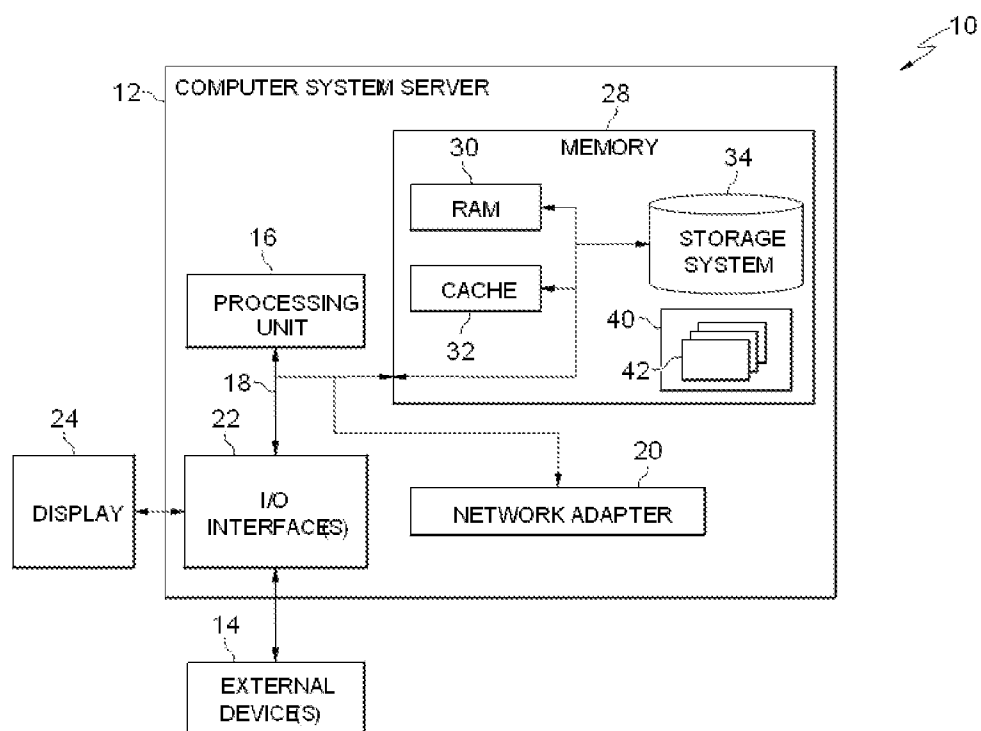 10
12
COMPUTER SYSTEM SERVER
28
MEMORY
30
RAM
34
STORAGE
SYSTEM
CACHE
32
40
42
16
PROCESSING
UNIT
18
22
I/O
INTERFACE(S)
24
DISPLAY
20
NETWORK ADAPTER
14
EXTERNAL
DEVICE(S)